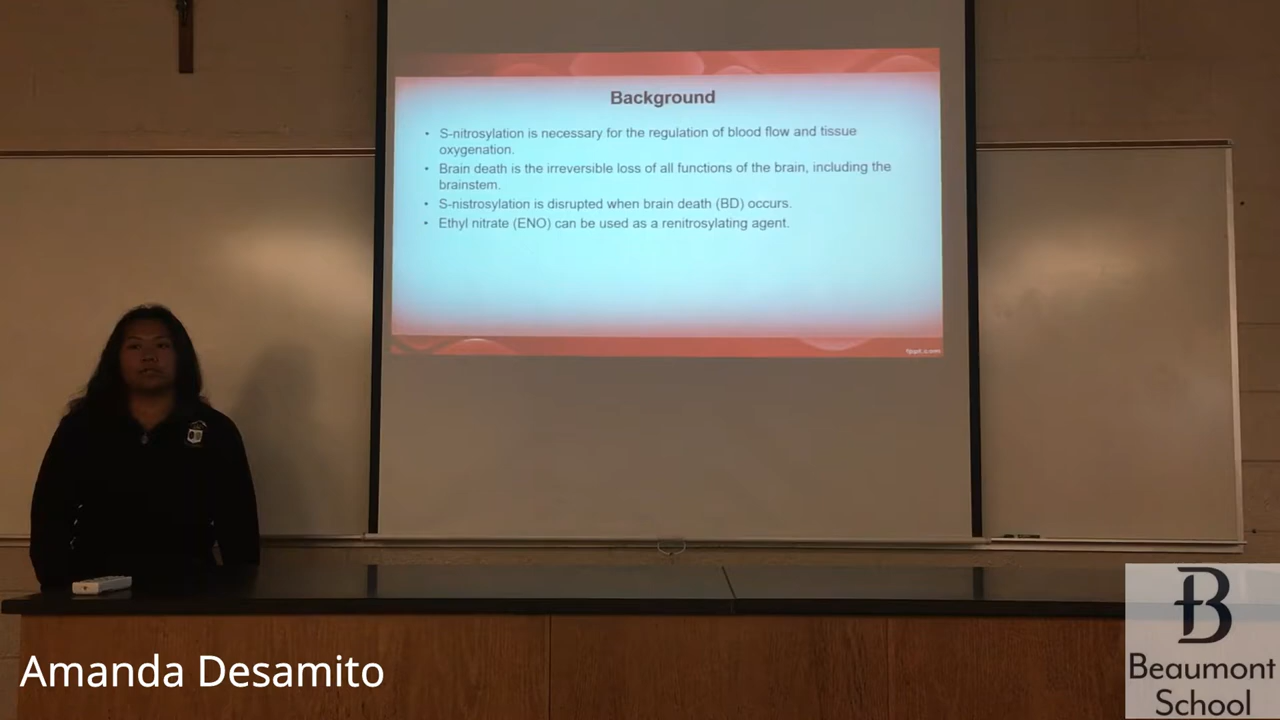 Background
• S-nitrosylation is necessary for the regulation of blood flow and tissue
oxygenation.
• Brain death is the irreversible loss of all functions of the brain, including the
brainstem.
• S-nistrosylation is disrupted when brain death (BD) occurs.
• Ethyl nitrate (ENO) can be used as a renitrosylating agent.
fppt.com
Amanda Desamito
B
Beaumont
School